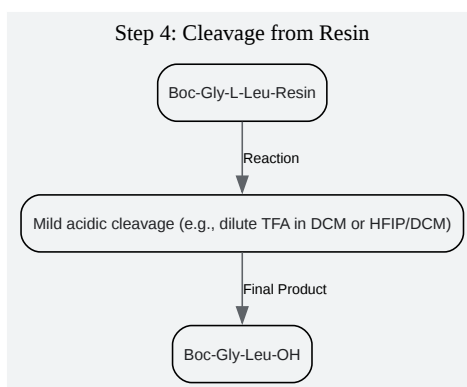 Step 4: Cleavage from Resin
Boc-Gly-L-Leu-Resin
Reaction
Mild acidic cleavage (e.g., dilute TFA in DCM or HFIP/DCM)
Final Product
Boc-Gly-Leu-OH